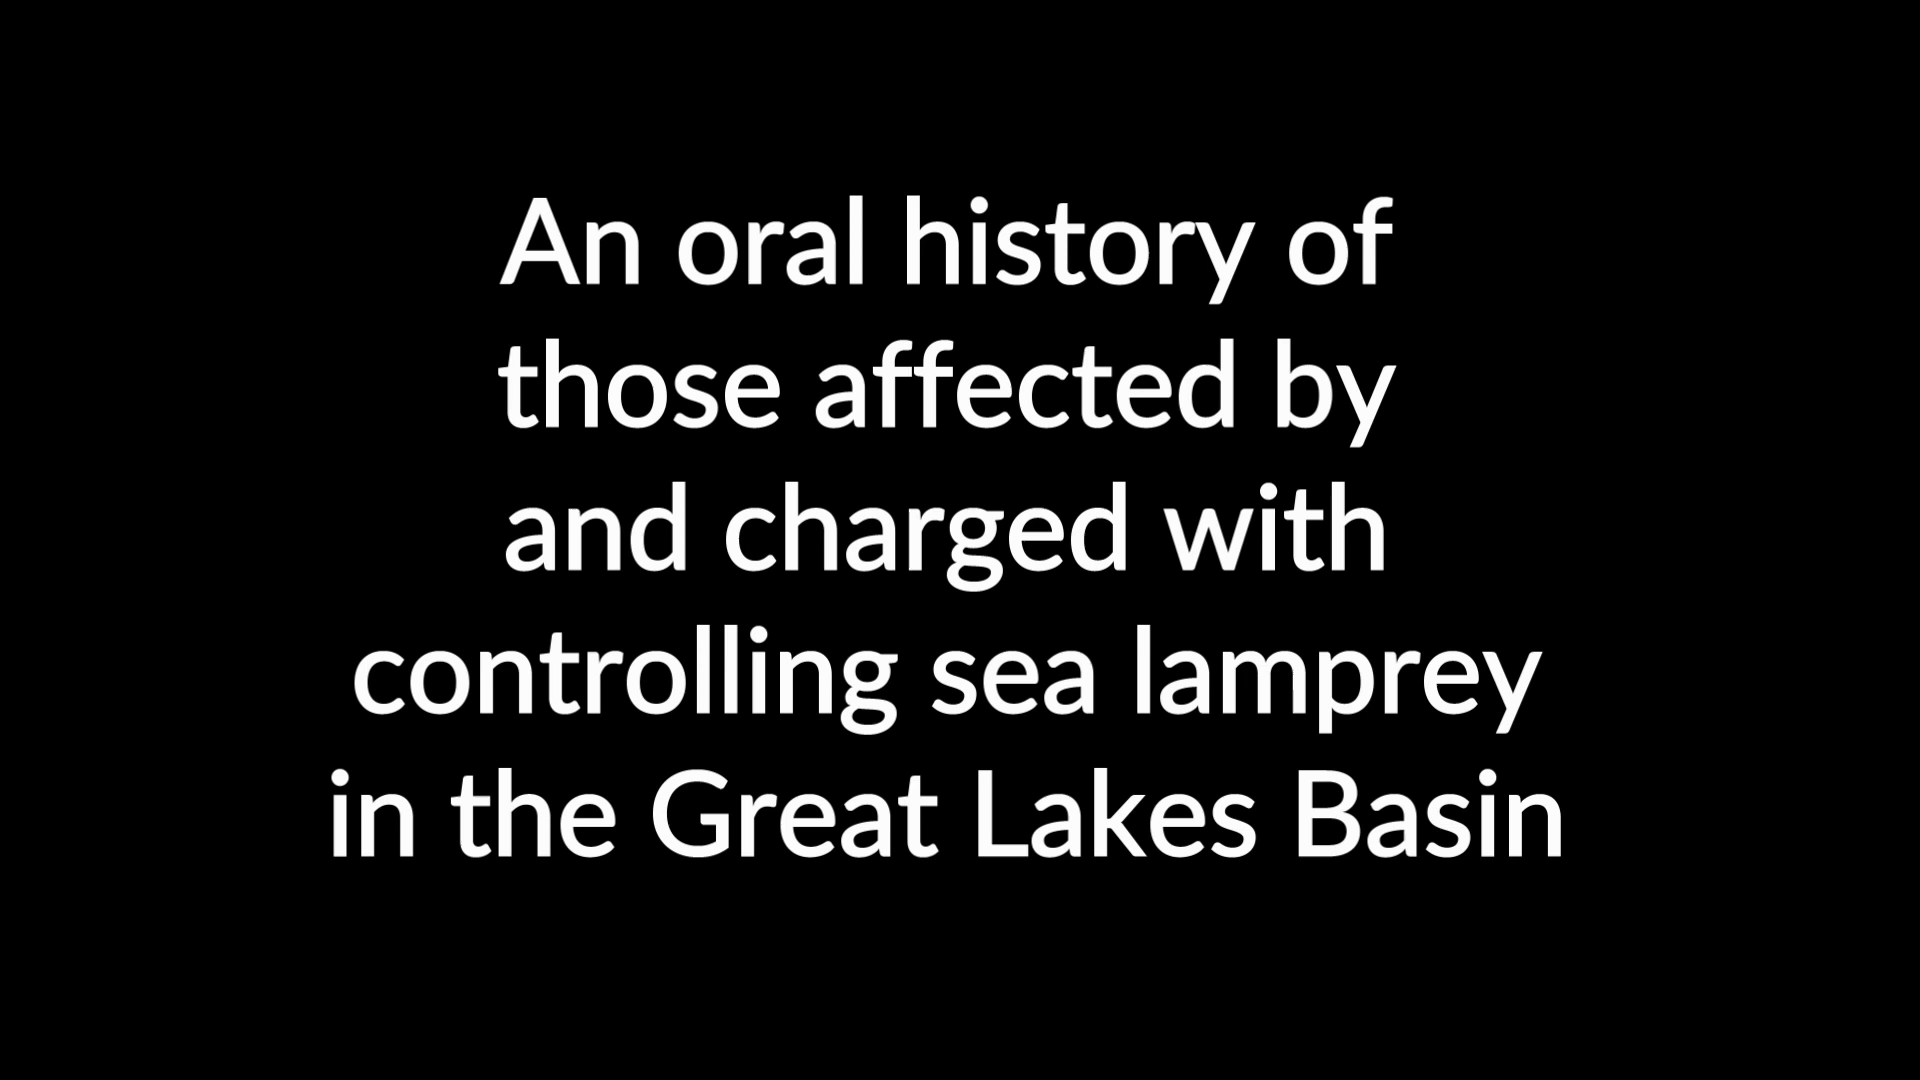 An oral history of
those affected by
and charged with
controlling sea lamprey
in the Great Lakes Basin